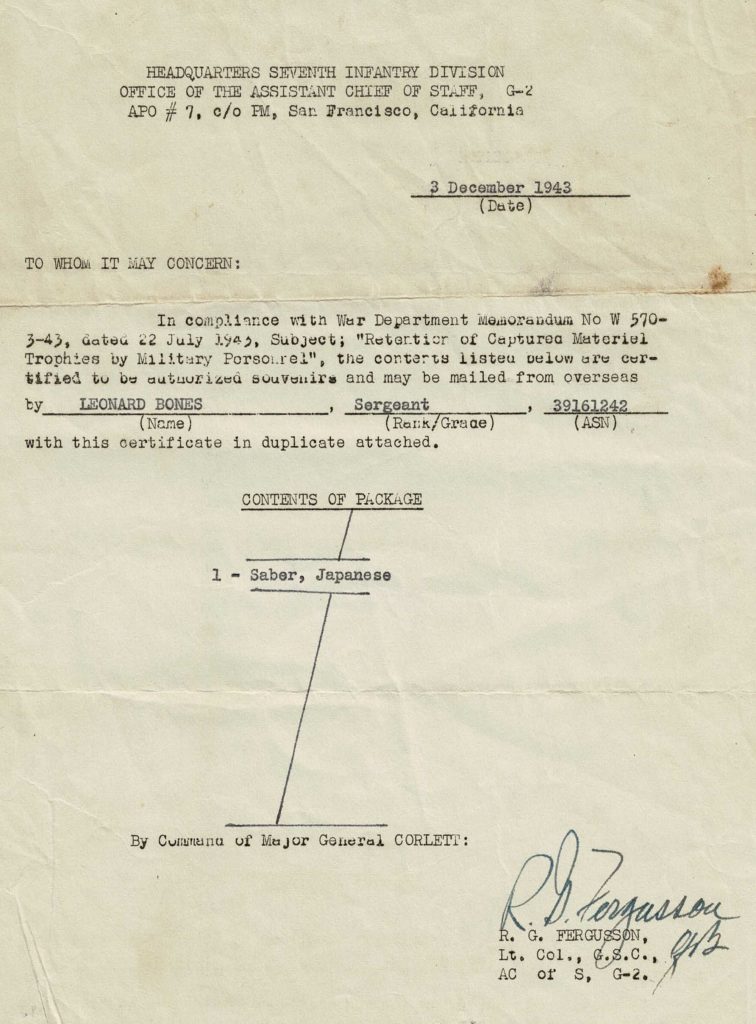 HEADQUARTERS SEVENTH INFANTRY DIVISION
OFFICE OF THE ASSISTANT CHIEF OF STAFF, G-2
APO # 7, c/o PM, San Francisco, California
3 December 1943
(Date)
TO WHOM IT MAY CONCERN:
In compliance with War Department Memorandum No W 570-
3-43, dated 22 July 1943, Subject; "Retention of Captured Materiel
Trophies by Military Personnel", the contents listed below are cer-
tified to be authorized souvenirs and may be mailed from overseas
by LEONARD BONES , Sergeant , 39161242
(Name) (Rank/Grade) (ASN)
with this certificate in duplicate attached.
CONTENTS OF PACKAGE
1 - Saber, Japanese
By Command of Major General CORLETT:
R. G. Fergusson
R. G. FERGUSSON,
Lt. Col., G.S.C.,
AC of S, G-2.